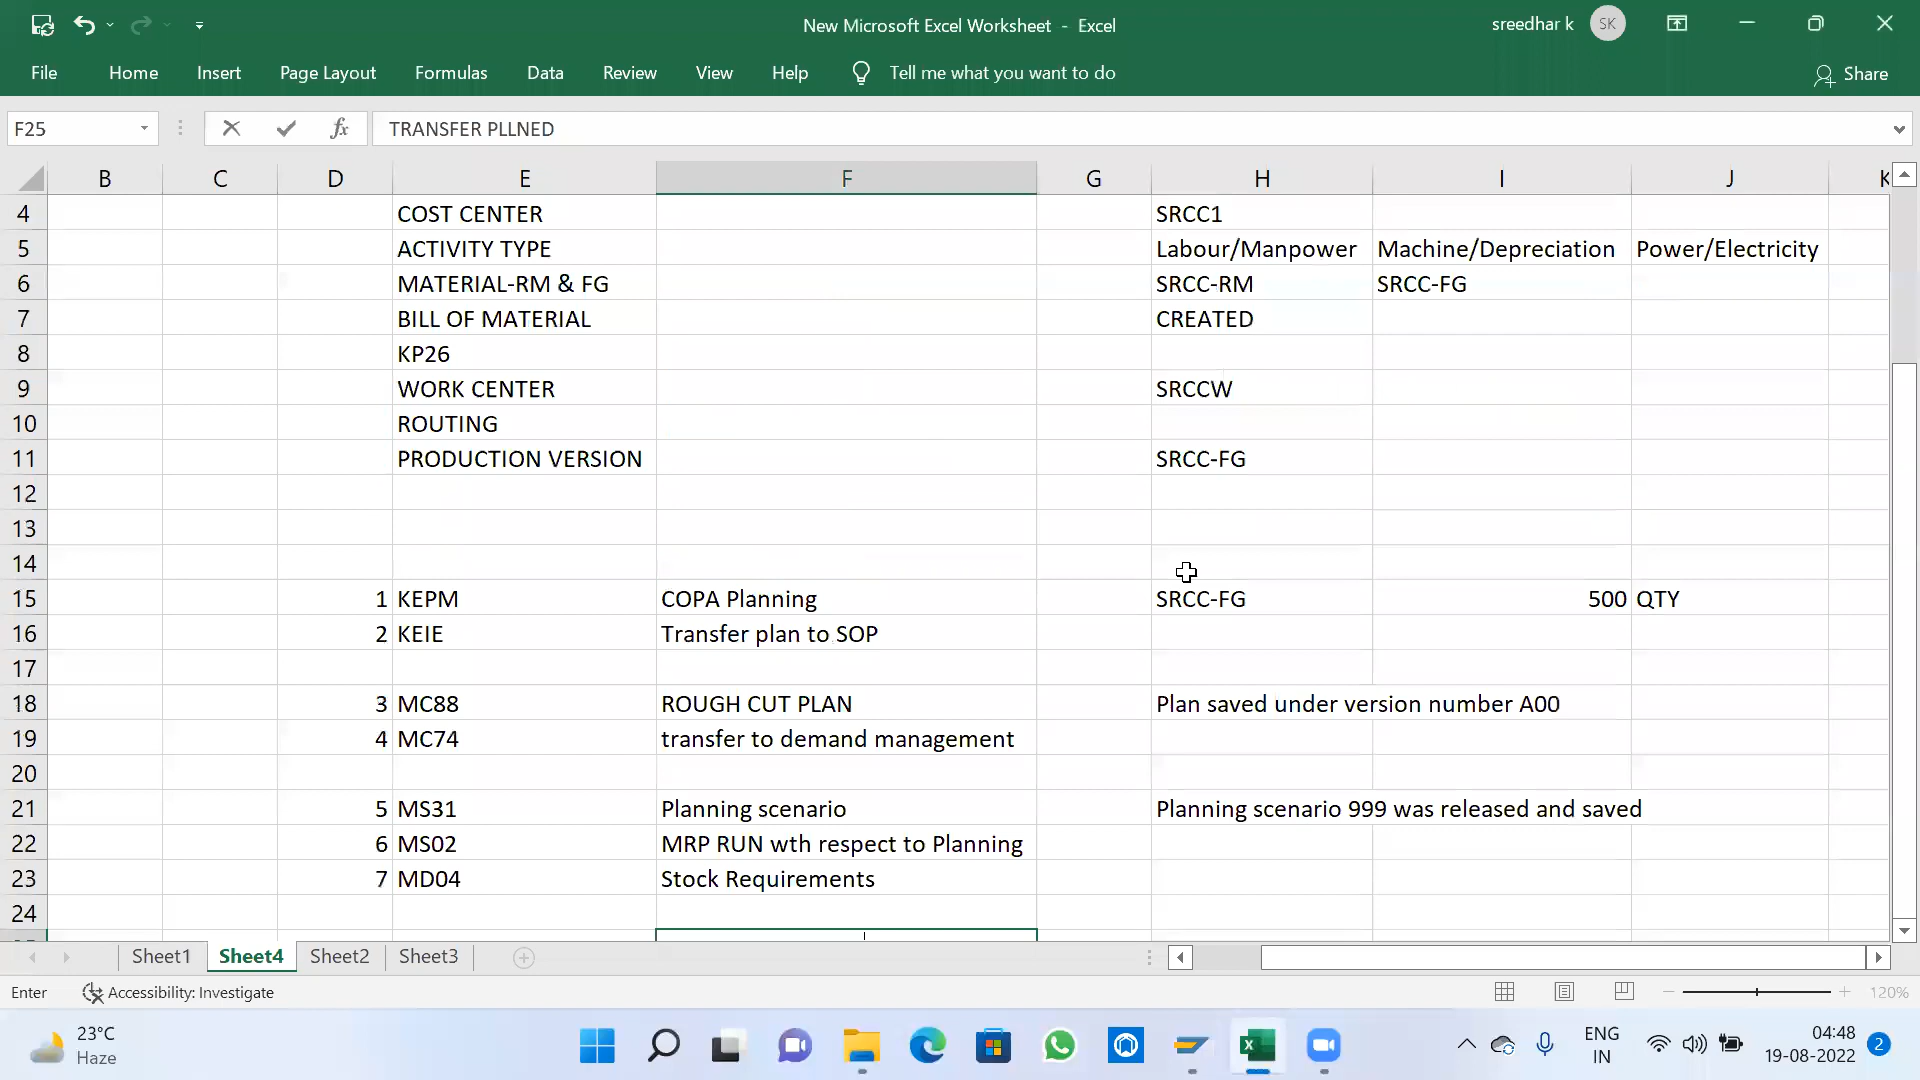 New Microsoft Excel Worksheet - Excel
sreedhar k
SK
File Home Insert Page Layout Formulas Data Review View Help Tell me what you want to do
Share
F25
fx
TRANSFER PLLNED
B C D E F G H I J K
4 COST CENTER SRCC1
5 ACTIVITY TYPE Labour/Manpower Machine/Depreciation Power/Electricity
6 MATERIAL-RM & FG SRCC-RM SRCC-FG
7 BILL OF MATERIAL CREATED
8 KP26
9 WORK CENTER SRCCW
10 ROUTING
11 PRODUCTION VERSION SRCC-FG
12
13
14
15 1 KEPM COPA Planning SRCC-FG 500 QTY
16 2 KEIE Transfer plan to SOP
17
18 3 MC88 ROUGH CUT PLAN Plan saved under version number A00
19 4 MC74 transfer to demand management
20
21 5 MS31 Planning scenario Planning scenario 999 was released and saved
22 6 MS02 MRP RUN wth respect to Planning
23 7 MD04 Stock Requirements
24
Sheet1 Sheet4 Sheet2 Sheet3
Enter Accessibility: Investigate
120%
23°C
Haze
ENG
IN
04:48
19-08-2022
2